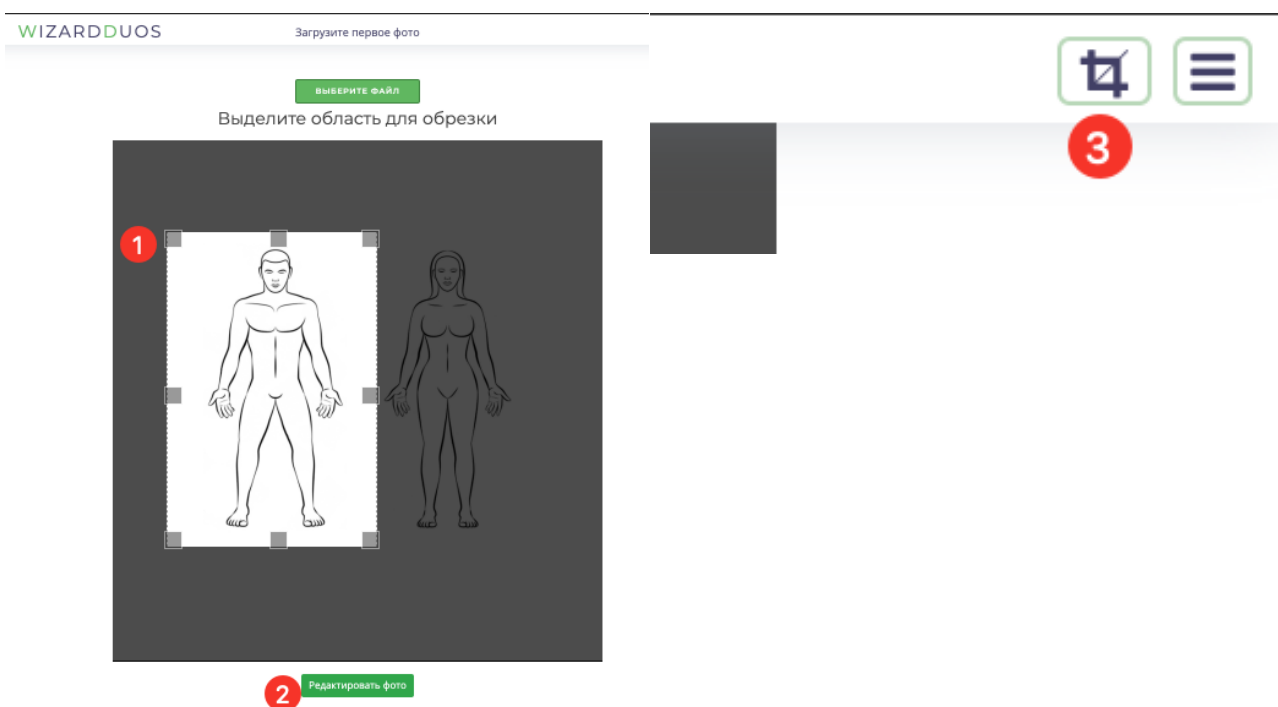 WIZARDDUOS
Загрузите первое фото
ВЫБЕРИТЕ ФАЙЛ
Выделите область для обрезки
1
2
Редактировать фото
3